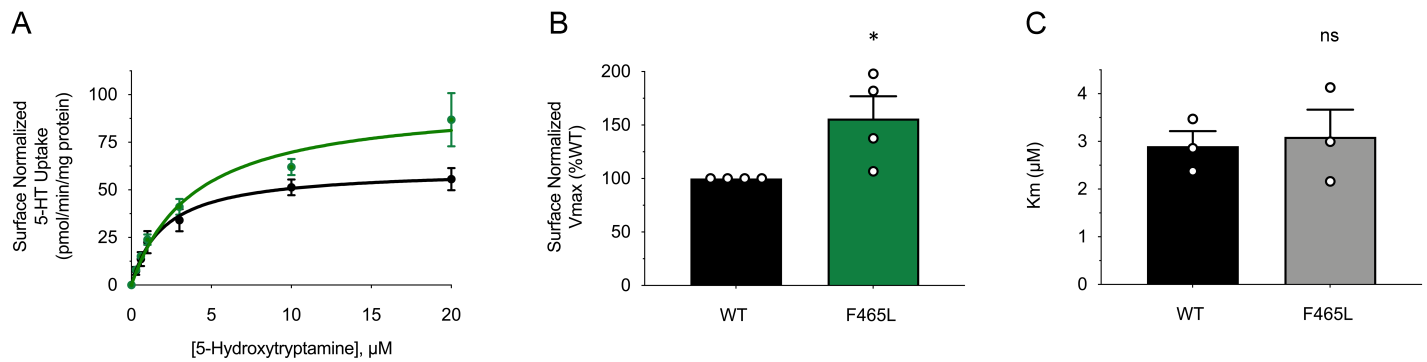 A
Surface Normalized
5-HT Uptake
(pmol/min/mg protein)
100
75
50
25
0
0
5
10
15
20
[5-Hydroxytryptamine], µM
B
*
Surface Normalized
Vmax (%WT)
200
150
100
50
0
WT
F465L
C
ns
Km (µM)
4
3
2
1
0
WT
F465L